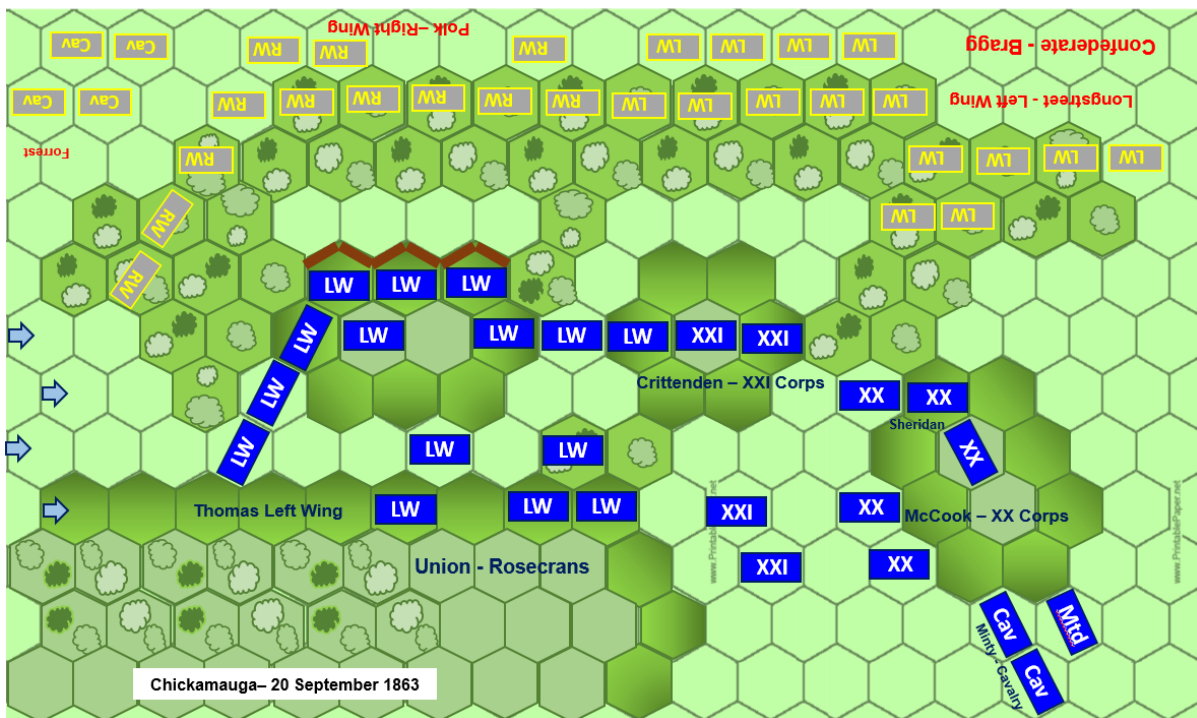 Polk–Right Wing
Cav
Cav
RW
RW
RW
LW
LW
LW
LW
Confederate - Bragg
Cav
Cav
RW
RW
RW
RW
RW
RW
LW
LW
LW
LW
LW
Longstreet - Left Wing
Forrest
RW
LW
LW
LW
LW
RW
LW
LW
RW
LW
LW
LW
LW
LW
LW
LW
LW
XXI
XXI
Crittenden – XXI Corps
LW
XX
XX
Sheridan
LW
LW
LW
XX
Thomas Left Wing
LW
LW
LW
XXI
XX
McCook – XX Corps
www.PrintablePaper.net
Union - Rosecrans
XXI
XX
Cav
Mtd
Minty - Cavalry
Cav
Chickamauga– 20 September 1863